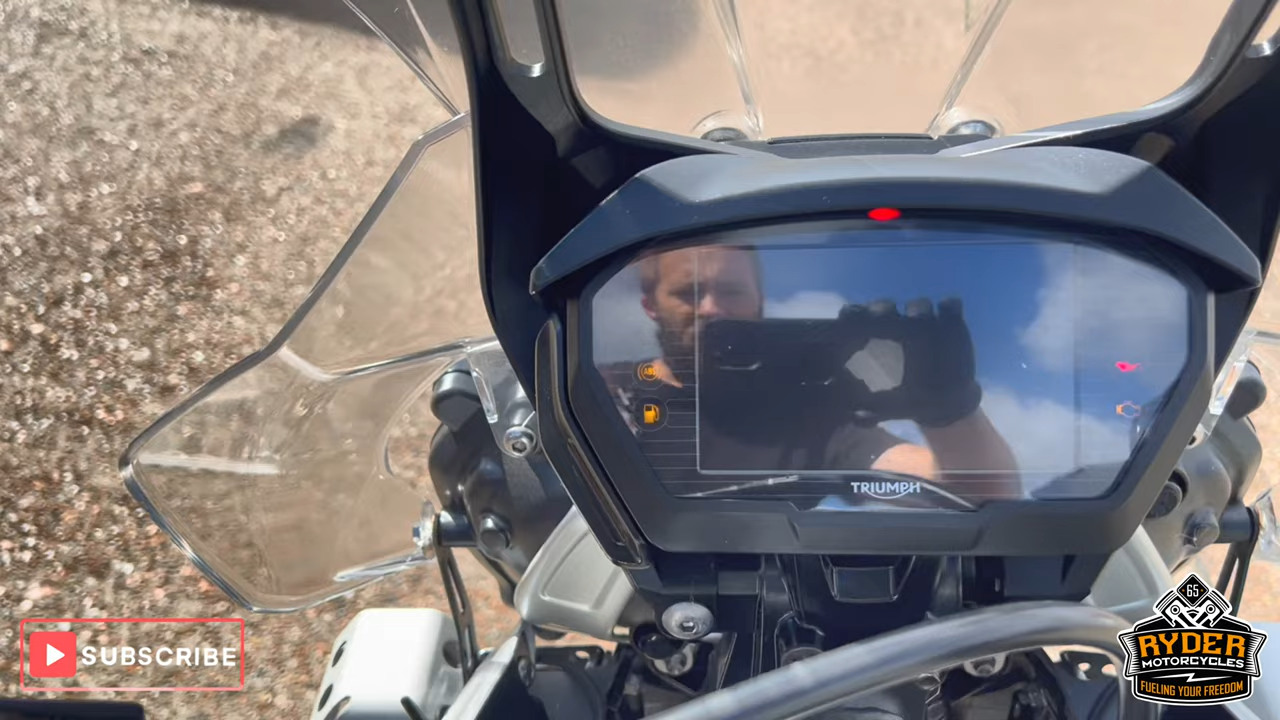 ABS
TRIUMPH
SUBSCRIBE
65
RYDER
MOTORCYCLES
FUELING YOUR FREEDOM